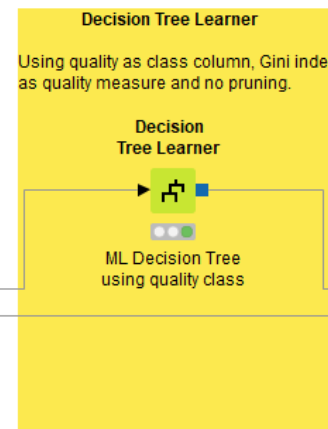 Decision Tree Learner
Using quality as class column, Gini inde
as quality measure and no pruning.
Decision
Tree Learner
ML Decision Tree
using quality class